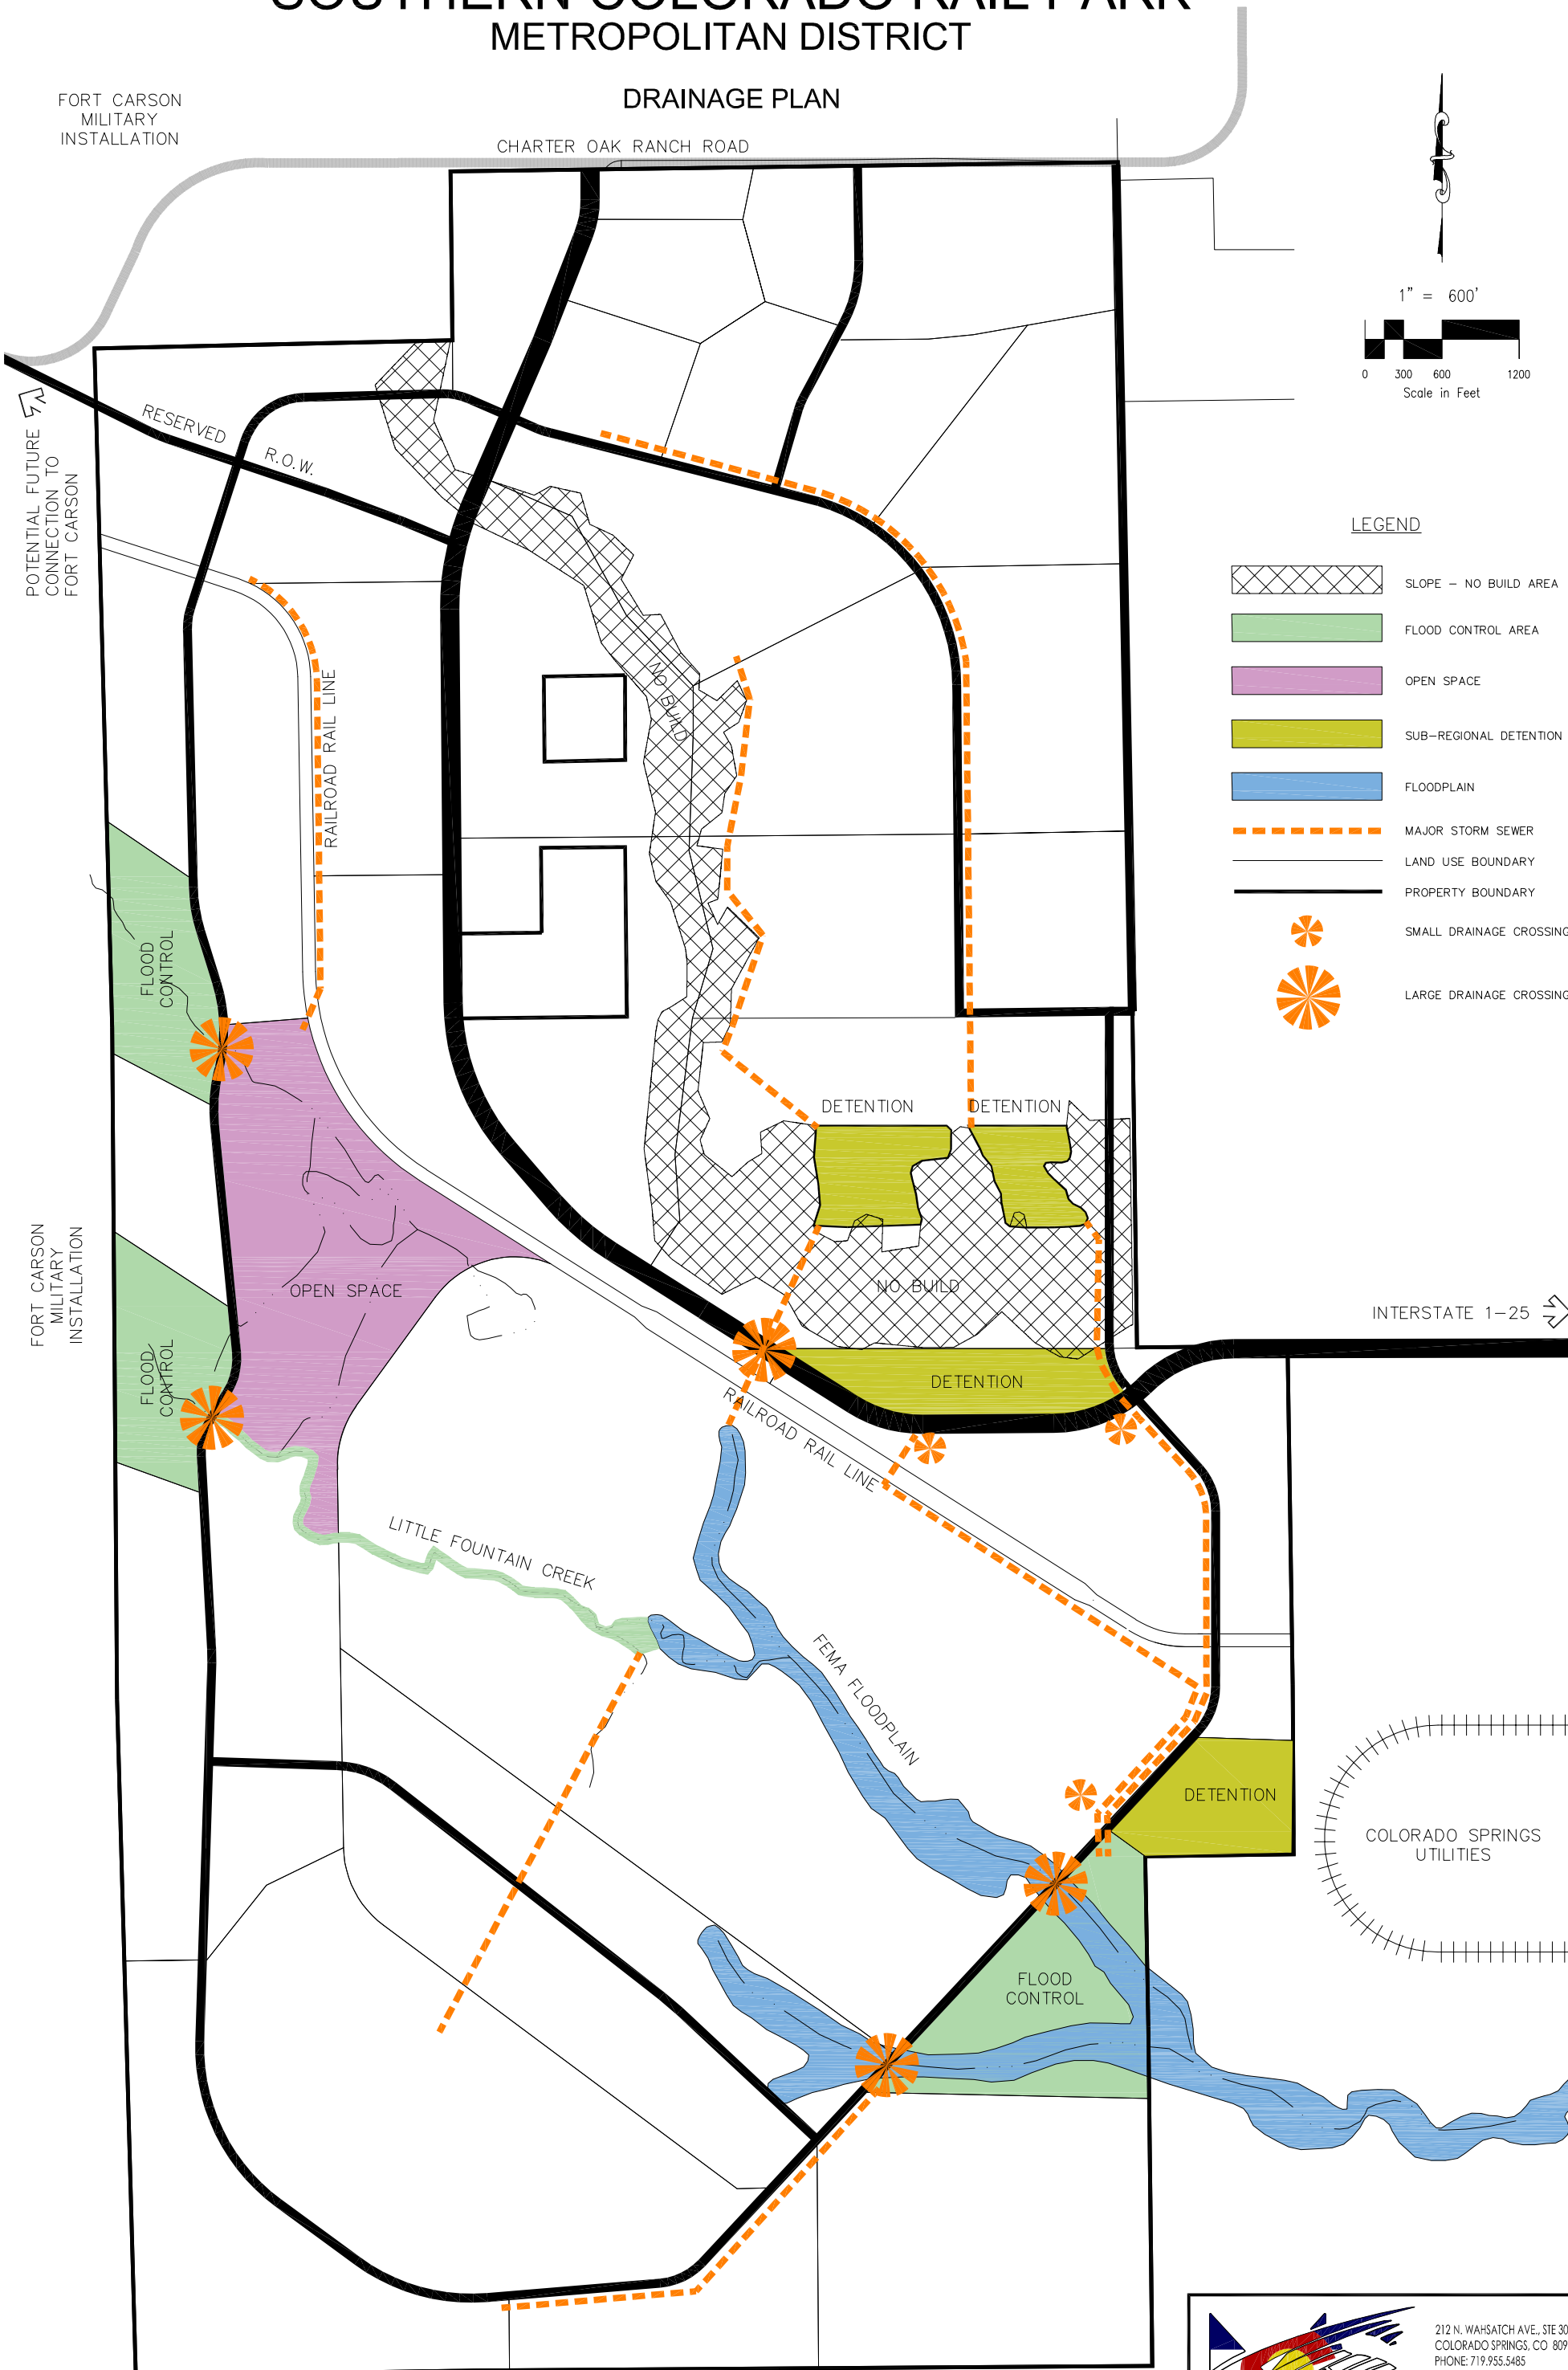 SOUTHERN COLORADO RAIL PARK
METROPOLITAN DISTRICT
DRAINAGE PLAN
FORT CARSON
MILITARY
INSTALLATION
CHARTER OAK RANCH ROAD
1" = 600'
0 300 600 1200
Scale in Feet
RESERVED R.O.W.
POTENTIAL FUTURE
CONNECTION TO
FORT CARSON
LEGEND
SLOPE – NO BUILD AREA
FLOOD CONTROL AREA
OPEN SPACE
SUB-REGIONAL DETENTION
FLOODPLAIN
MAJOR STORM SEWER
LAND USE BOUNDARY
PROPERTY BOUNDARY
SMALL DRAINAGE CROSSING
LARGE DRAINAGE CROSSING
RAILROAD RAIL LINE
NO BUILD
FLOOD
CONTROL
DETENTION
DETENTION
FORT CARSON
MILITARY
INSTALLATION
OPEN SPACE
NO BUILD
INTERSTATE 1-25
FLOOD
CONTROL
DETENTION
RAILROAD RAIL LINE
LITTLE FOUNTAIN CREEK
FEMA FLOODPLAIN
DETENTION
COLORADO SPRINGS
UTILITIES
FLOOD
CONTROL
212 N. WAHSATCH AVE., STE 30
COLORADO SPRINGS, CO 809
PHONE: 719.955.5485